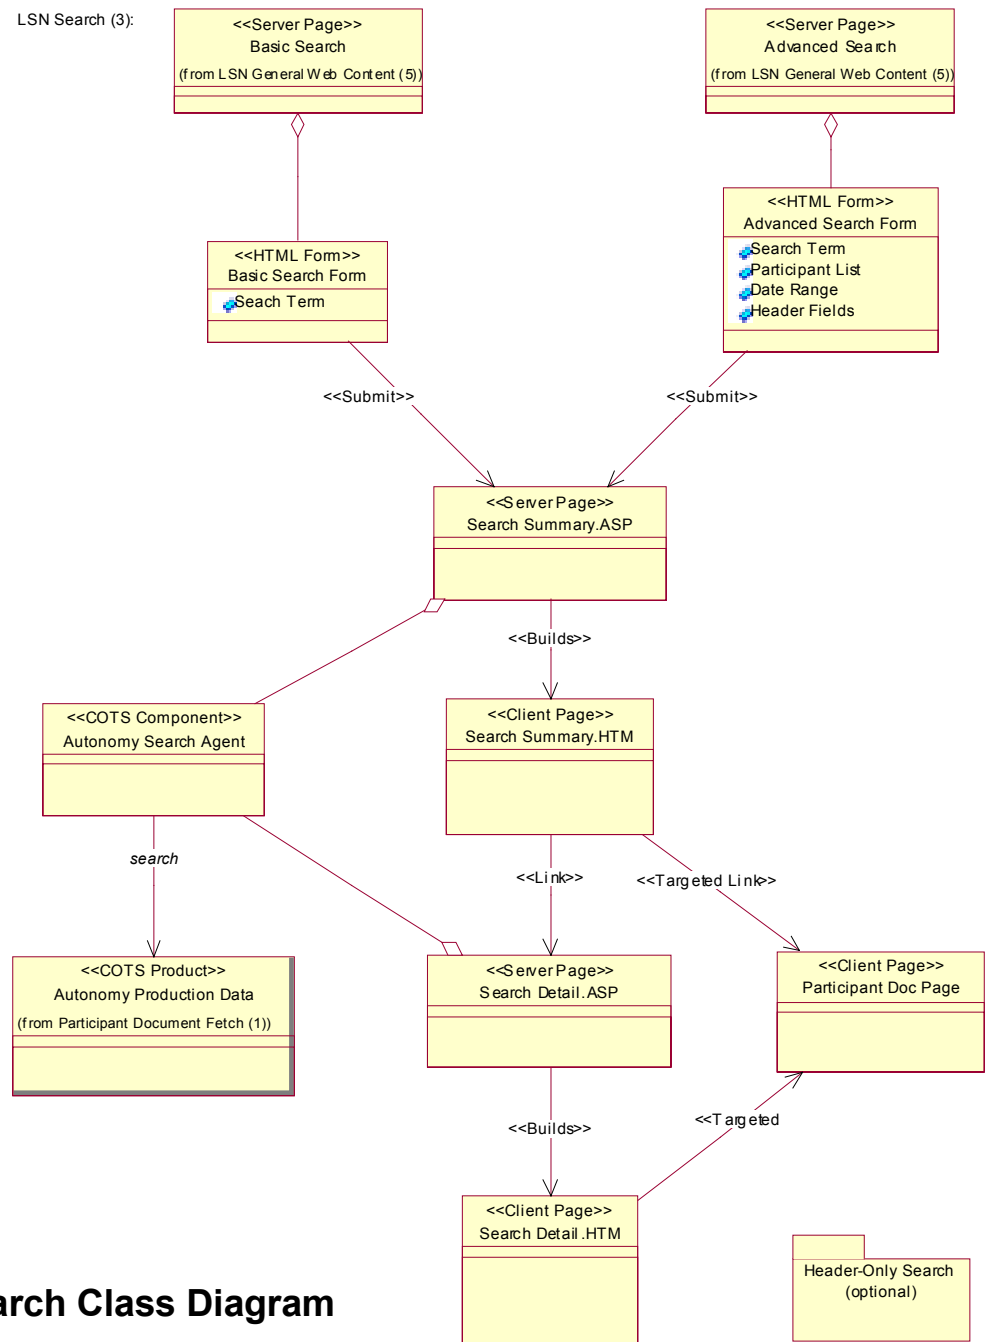 LSN Search (3):
<<Server Page>>
Basic Search
(from LSN General Web Content (5))
<<Server Page>>
Advanced Search
(from LSN General Web Content (5))
<<HTML Form>>
Basic Search Form
Seach Term
<<HTML Form>>
Advanced Search Form
Search Term
Participant List
Date Range
Header Fields
<<Submit>>
<<Submit>>
<<Server Page>>
Search Summary.ASP
<<Builds>>
<<COTS Component>>
Autonomy Search Agent
<<Client Page>>
Search Summary.HTM
search
<<Link>>
<<Targeted Link>>
<<COTS Product>>
Autonomy Production Data
(from Participant Document Fetch (1))
<<Server Page>>
Search Detail.ASP
<<Client Page>>
Participant Doc Page
<<Builds>>
<<Targeted
<<Client Page>>
Search Detail.HTM
Header-Only Search
(optional)
arch Class Diagram